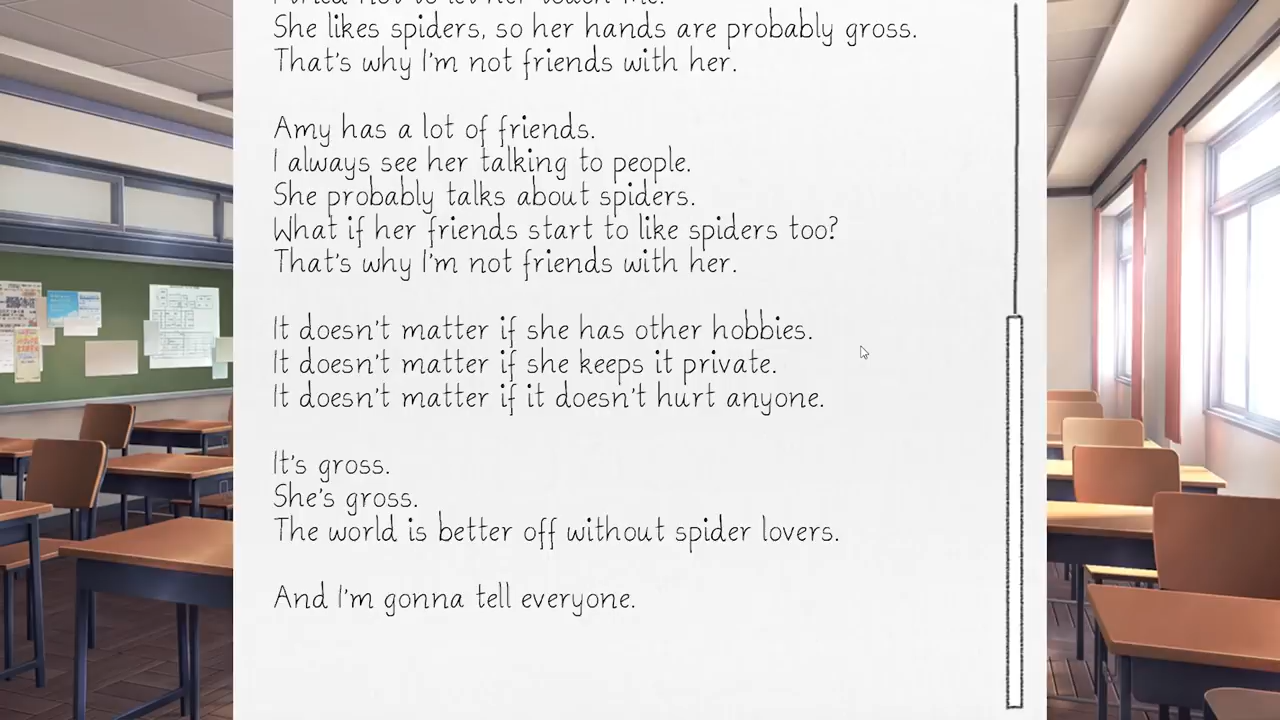 She likes spiders, so her hands are probably gross.
That's why I'm not friends with her.
Amy has a lot of friends.
I always see her talking to people.
She probably talks about spiders.
What if her friends start to like spiders too?
That's why I'm not friends with her.
It doesn't matter if she has other hobbies.
It doesn't matter if she keeps it private.
It doesn't matter if it doesn't hurt anyone.
It's gross.
She's gross.
The world is better off without spider lovers.
And I'm gonna tell everyone.